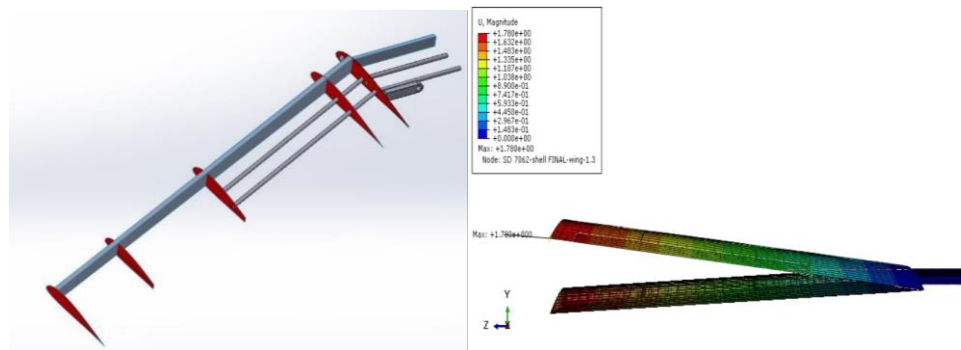 U, Magnitude
+1.780e+00
+1.632e+00
+1.483e+00
+1.335e+00
+1.187e+00
+1.038e+00
+8.900e-01
+7.417e-01
+5.933e-01
+4.450e-01
+2.967e-01
+1.483e-01
+0.000e+00
Max: +1.780e+00
Node: SD 7062-shell FINAL-wing-1.3
Max: +1.780e+000
Y
Z
X